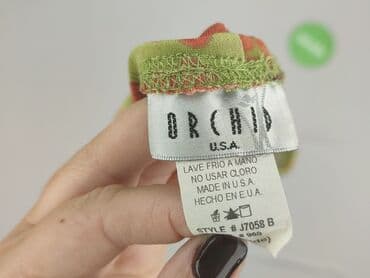 ORCHID
U.S.A.
LAVE FRIO A MANO
NO USAR CLORO
MADE IN U.S.A.
HECHO EN E.U.A.
STYLE # J7058 B